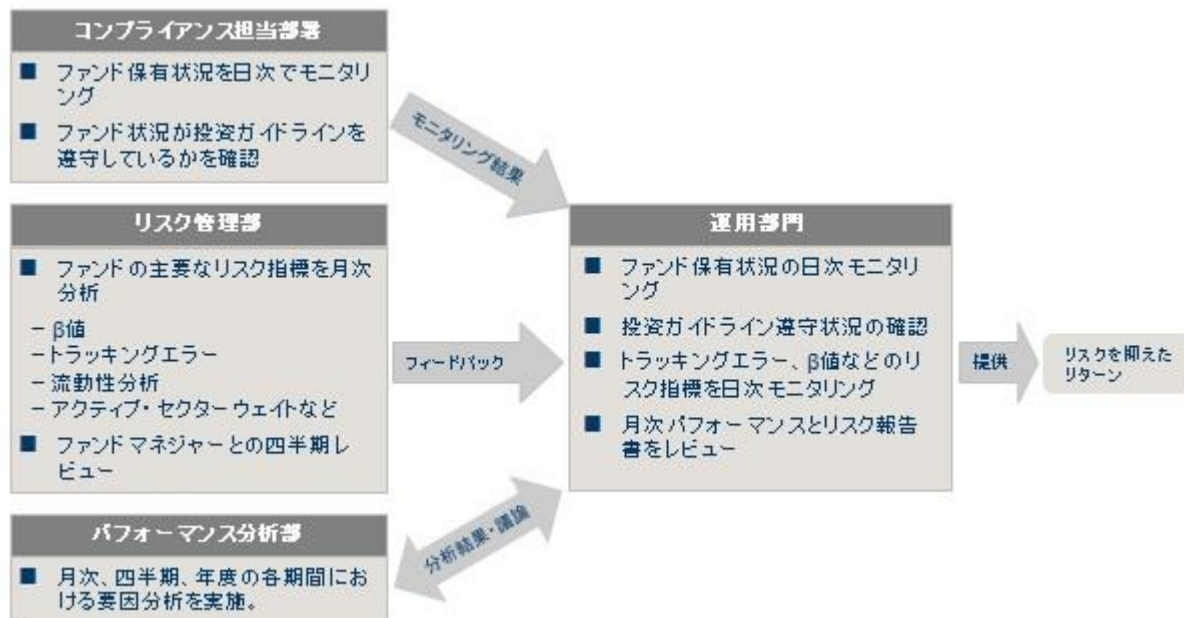 コンプライアンス担当部署
■ ファンド保有状況を日次でモニタリ
ング
■ ファンド状況が投資ガイドラインを
遵守しているかを確認
モニタリング結果
リスク管理部
■ ファンドの主要なリスク指標を月次
分析
－β値
－トラッキングエラー
－流動性分析
－アクティブ・セクターウェイトなど
■ ファンドマネジャーとの四半期レ
ビュー
フィードバック
パフォーマンス分析部
■ 月次、四半期、年度の各期間にお
ける要因分析を実施。
分析結果・議論
運用部門
■ ファンド保有状況の日次モニタリ
ング
■ 投資ガイドライン遵守状況の確認
■ トラッキングエラー、β値などのリ
スク指標を日次モニタリング
■ 月次パフォーマンスとリスク報告
書をレビュー
提供
リスクを抑えた
リターン